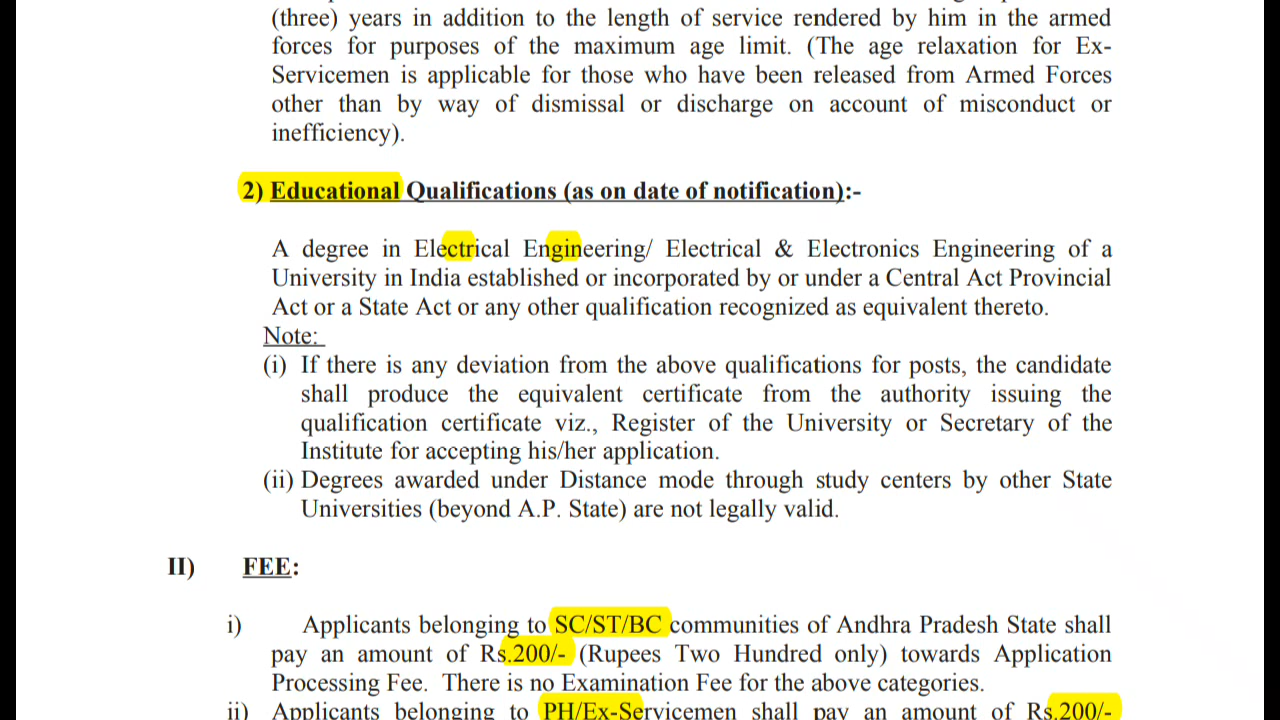 (three) years in addition to the length of service rendered by him in the armed
forces for purposes of the maximum age limit. (The age relaxation for Ex-
Servicemen is applicable for those who have been released from Armed Forces
other than by way of dismissal or discharge on account of misconduct or
inefficiency).
2) Educational Qualifications (as on date of notification):-
A degree in Electrical Engineering/ Electrical & Electronics Engineering of a
University in India established or incorporated by or under a Central Act Provincial
Act or a State Act or any other qualification recognized as equivalent thereto.
Note:
(i) If there is any deviation from the above qualifications for posts, the candidate
shall produce the equivalent certificate from the authority issuing the
qualification certificate viz., Register of the University or Secretary of the
Institute for accepting his/her application.
(ii) Degrees awarded under Distance mode through study centers by other State
Universities (beyond A.P. State) are not legally valid.
II) FEE:
i) Applicants belonging to SC/ST/BC communities of Andhra Pradesh State shall
pay an amount of Rs.200/- (Rupees Two Hundred only) towards Application
Processing Fee. There is no Examination Fee for the above categories.
ii) Applicants belonging to PH/Ex-Servicemen shall pay an amount of Rs.200/-